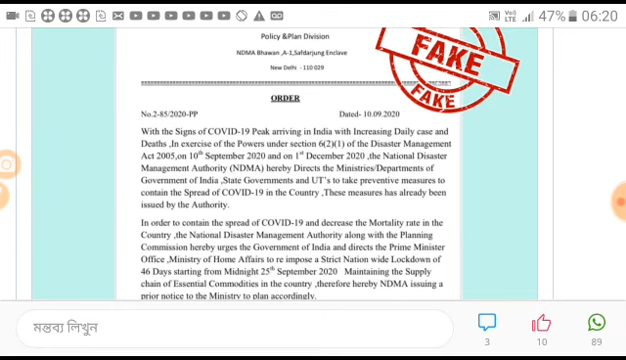 47% 06:20
Policy &Plan Division
NDMA Bhawan ,A-1,Safdarjung Enclave
New Delhi - 110 029
FAKE
FAKE
ORDER
No.2-85/2020-PP Dated- 10.09.2020
With the Signs of COVID-19 Peak arriving in India with Increasing Daily case and
Deaths ,In exercise of the Powers under section 6(2)(1) of the Disaster Management
Act 2005,on 10th September 2020 and on 1st December 2020 ,the National Disaster
Management Authority (NDMA) hereby Directs the Ministries/Departments of
Government of India ,State Governments and UT's to take preventive measures to
contain the Spread of COVID-19 in the Country ,These measures has already been
issued by the Authority.
In order to contain the spread of COVID-19 and decrease the Mortality rate in the
Country ,the National Disaster Management Authority along with the Planning
Commission hereby urges the Government of India and directs the Prime Minister
Office ,Ministry of Home Affairs to re impose a Strict Nation wide Lockdown of
46 Days starting from Midnight 25th September 2020 Maintaining the Supply
chain of Essential Commodities in the country ,therefore hereby NDMA issuing a
prior notice to the Ministry to plan accordingly.
মন্তব্য লিখুন
3 10 89